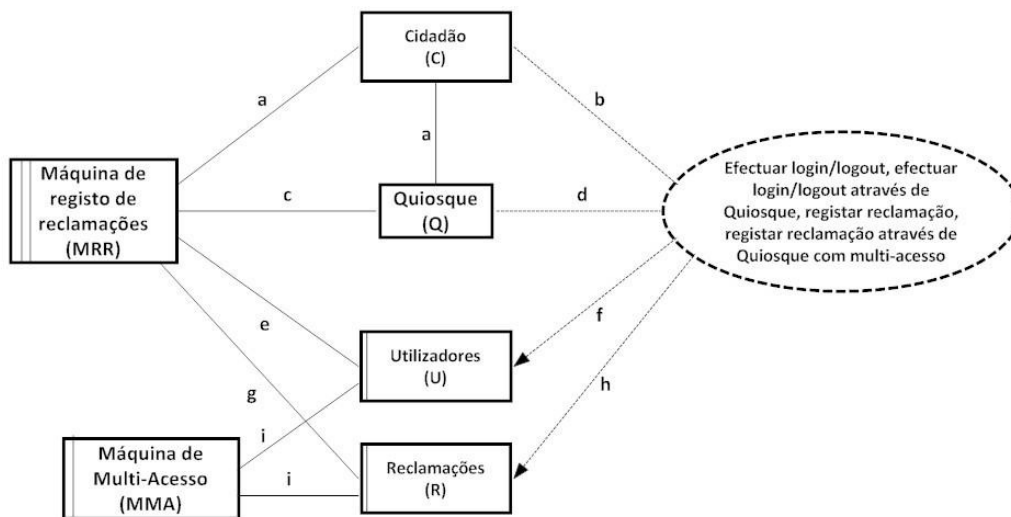 Cidadão
(C)
a
b
a
Máquina de
registo de
reclamações
(MRR)
c
Quiosque
(Q)
d
Efectuar login/logout, efectuar
login/logout através de
Quiosque, registar reclamação,
registar reclamação através de
Quiosque com multi-acesso
e
f
Utilizadores
(U)
g
h
i
Máquina de
Multi-Acesso
(MMA)
i
Reclamações
(R)